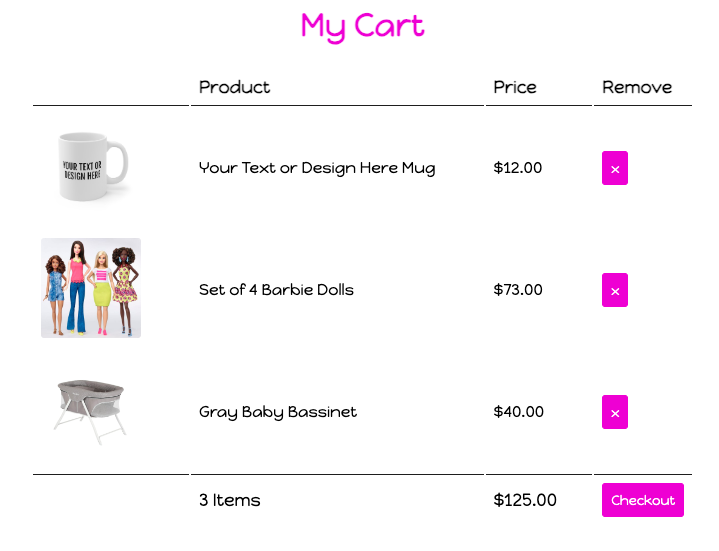 My Cart
Product Price Remove
YOUR TEXT OR
DESIGN HERE
Your Text or Design Here Mug $12.00 x
Set of 4 Barbie Dolls $73.00 x
Gray Baby Bassinet $40.00 x
3 Items $125.00 Checkout